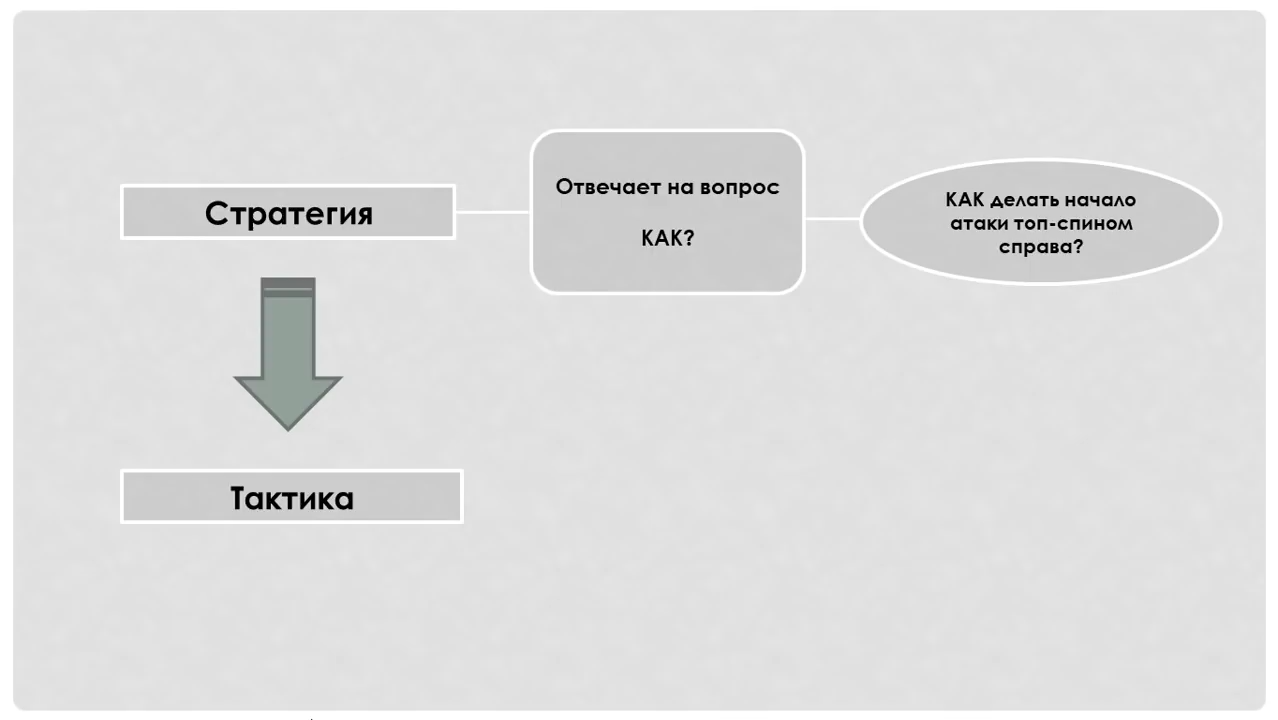 Стратегия
Отвечает на вопрос
КАК?
КАК делать начало
атаки топ-спином
справа?
Тактика